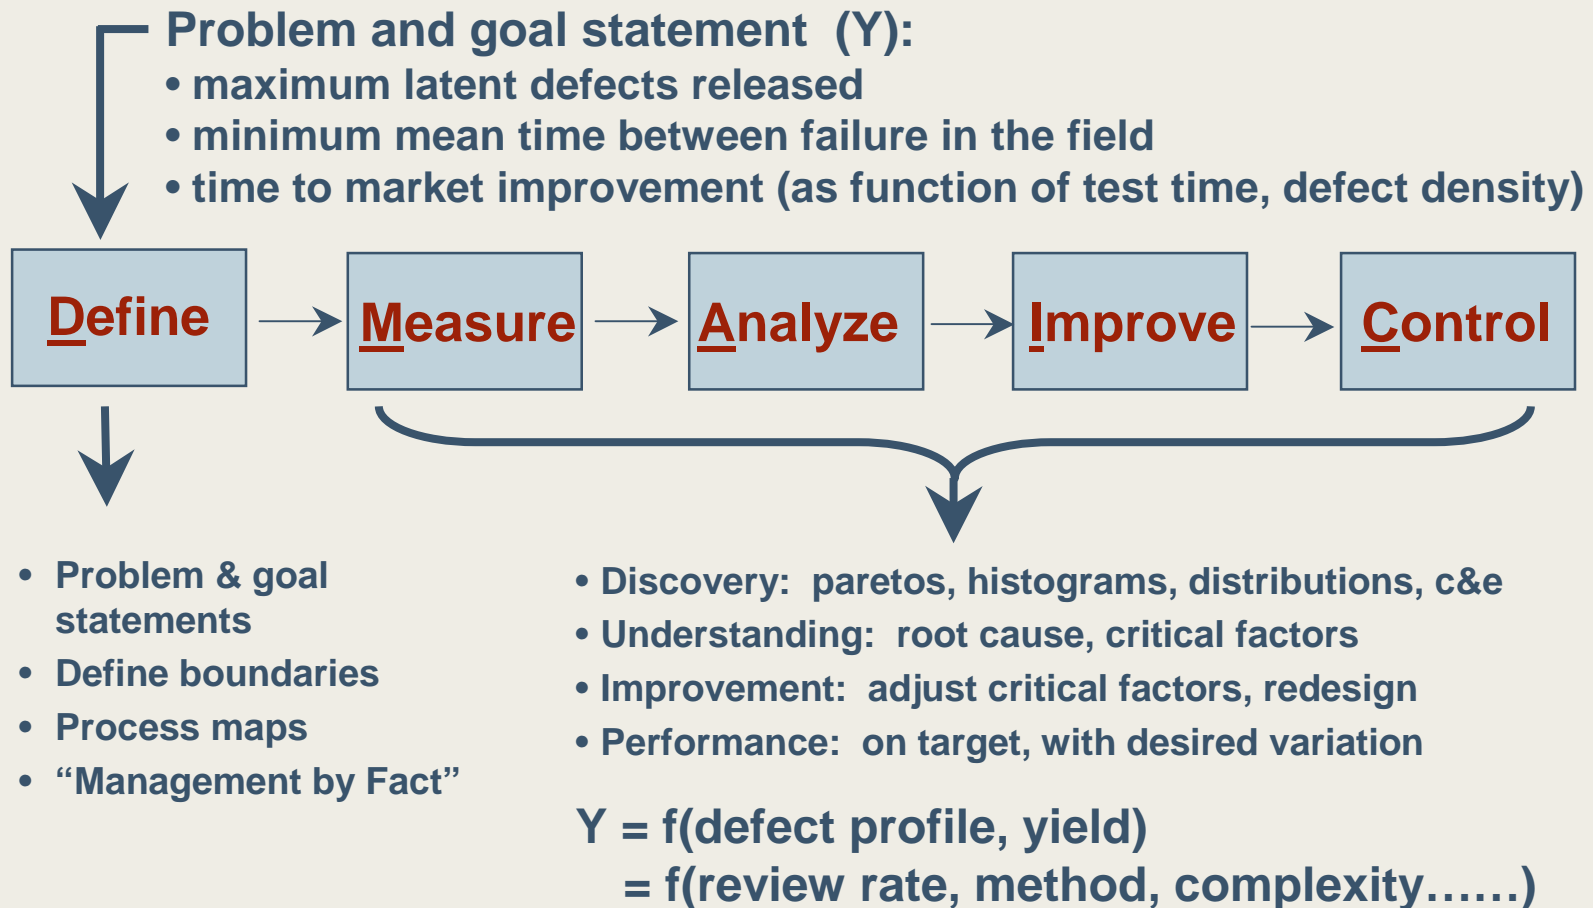 Problem and goal statement (Y):
• maximum latent defects released
• minimum mean time between failure in the field
• time to market improvement (as function of test time, defect density)
Define
Measure
Analyze
Improve
Control
• Problem & goal
statements
• Define boundaries
• Process maps
• “Management by Fact”
• Discovery: paretos, histograms, distributions, c&e
• Understanding: root cause, critical factors
• Improvement: adjust critical factors, redesign
• Performance: on target, with desired variation
Y = f(defect profile, yield)
= f(review rate, method, complexity……)